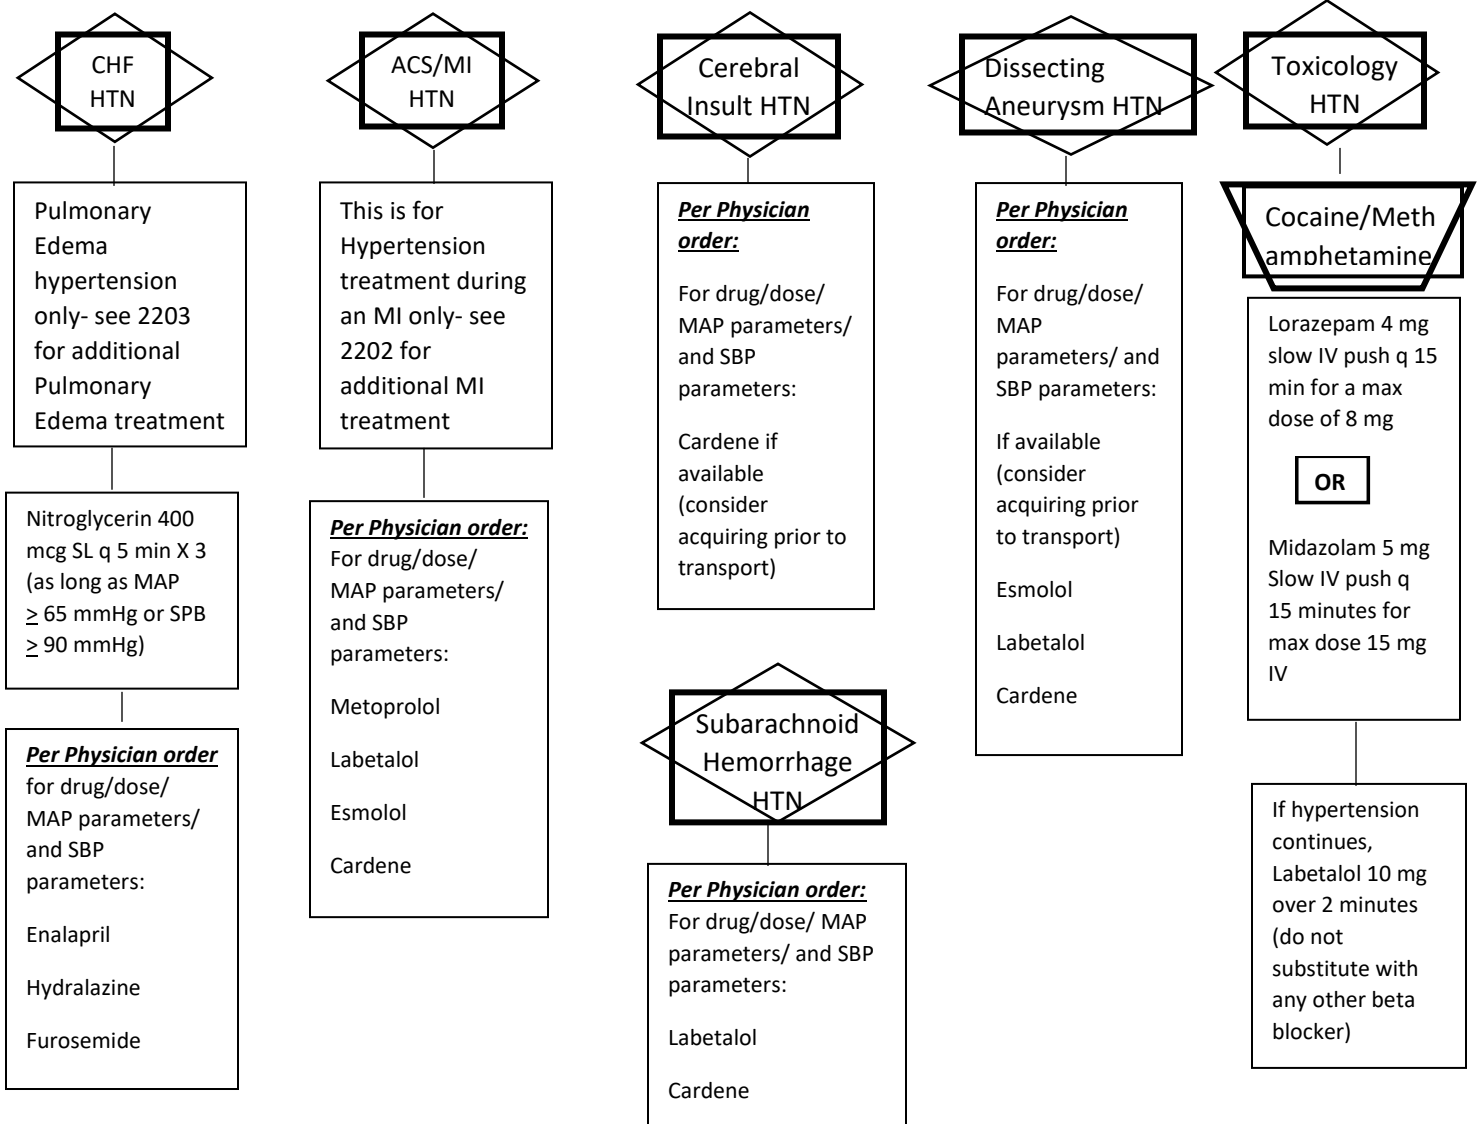 CHF
HTN
Pulmonary
Edema
hypertension
only- see 2203
for additional
Pulmonary
Edema treatment
Nitroglycerin 400
mcg SL q 5 min X 3
(as long as MAP
≥ 65 mmHg or SPB
≥ 90 mmHg)
Per Physician order
for drug/dose/
MAP parameters/
and SBP
parameters:
Enalapril
Hydralazine
Furosemide
ACS/MI
HTN
This is for
Hypertension
treatment during
an MI only- see
2202 for
additional MI
treatment
Per Physician order:
For drug/dose/
MAP parameters/
and SBP
parameters:
Metoprolol
Labetalol
Esmolol
Cardene
Cerebral
Insult HTN
Per Physician
order:
For drug/dose/
MAP parameters/
and SBP
parameters:
Cardene if
available
(consider
acquiring prior to
transport)
Subarachnoid
Hemorrhage
HTN
Per Physician order:
For drug/dose/ MAP
parameters/ and SBP
parameters:
Labetalol
Cardene
Dissecting
Aneurysm HTN
Per Physician
order:
For drug/dose/
MAP
parameters/ and
SBP parameters:
If available
(consider
acquiring prior
to transport)
Esmolol
Labetalol
Cardene
Toxicology
HTN
Cocaine/Meth
amphetamine
Lorazepam 4 mg
slow IV push q 15
min for a max
dose of 8 mg
OR
Midazolam 5 mg
Slow IV push q
15 minutes for
max dose 15 mg
IV
If hypertension
continues,
Labetalol 10 mg
over 2 minutes
(do not
substitute with
any other beta
blocker)